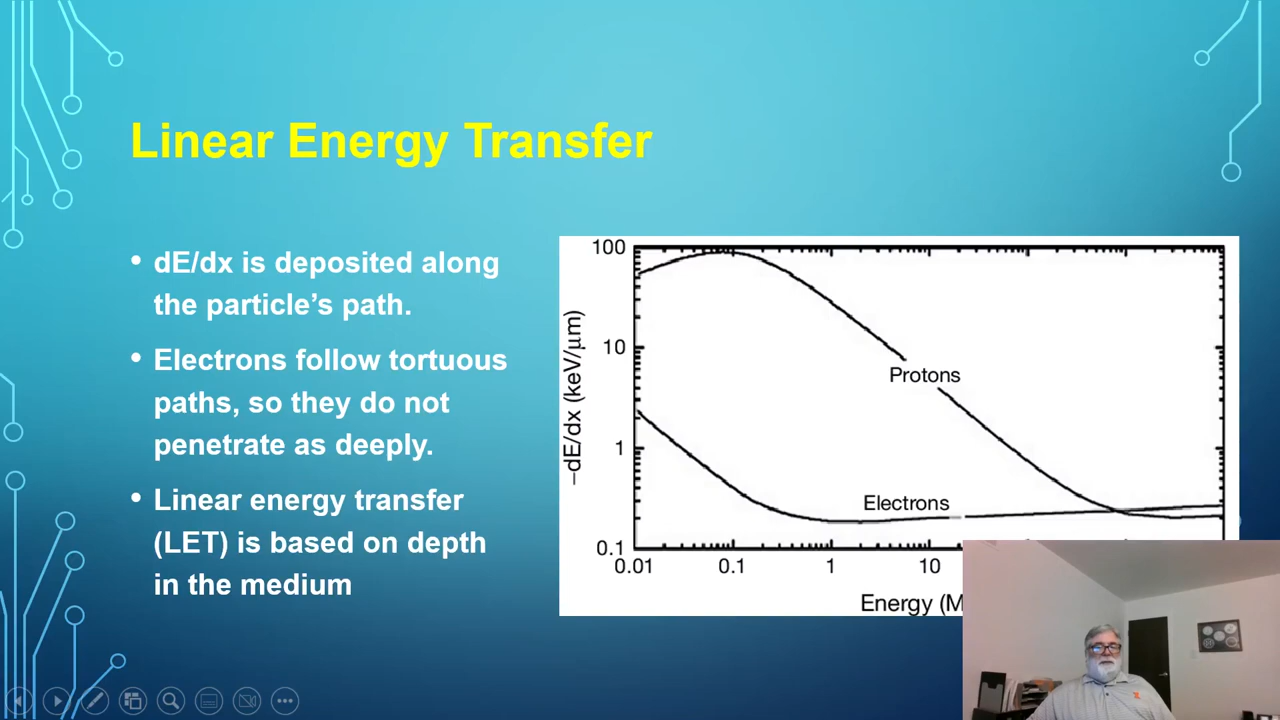 Linear Energy Transfer
• dE/dx is deposited along
the particle’s path.
• Electrons follow tortuous
paths, so they do not
penetrate as deeply.
• Linear energy transfer
(LET) is based on depth
in the medium
–dE/dx (keV/μm)
100
10
1
0.1
Protons
Electrons
0.01
0.1
1
10
Energy (M